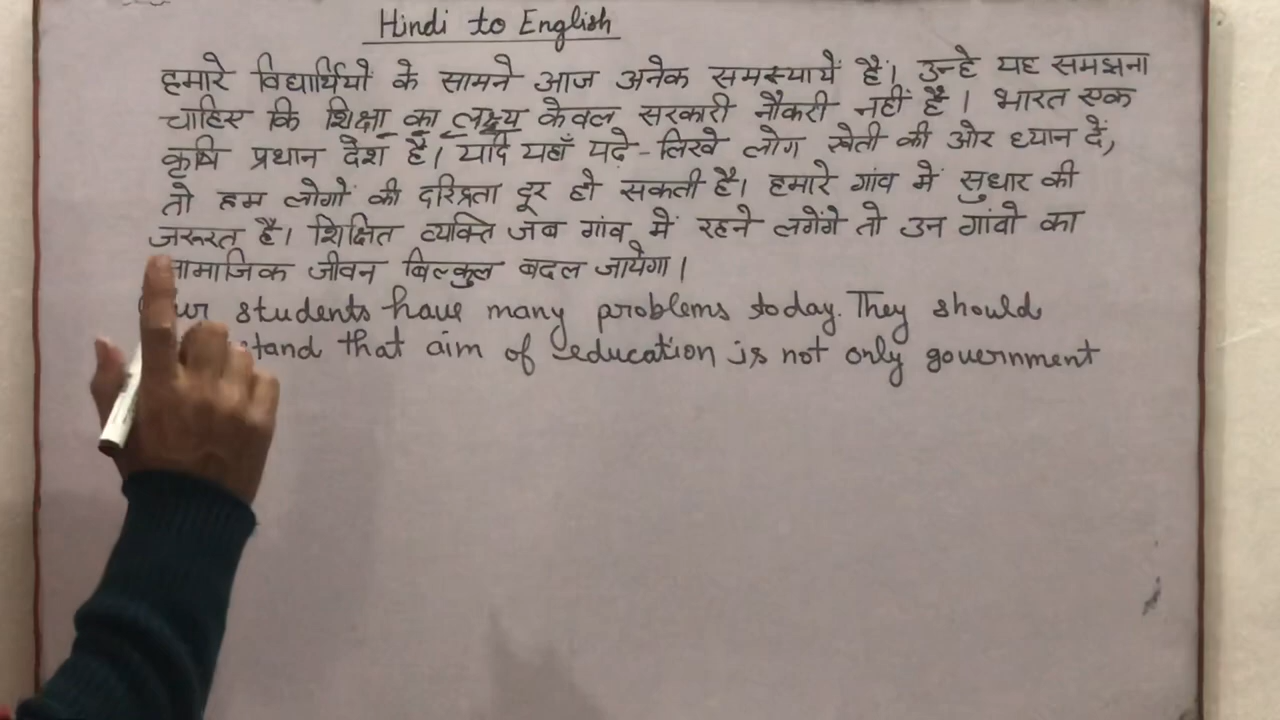 Hindi to English
हमारे विद्यार्थियों के सामने आज अनेक समस्यायें हैं। उन्हे यह समझना
चाहिए कि शिक्षा का लक्ष्य केवल सरकारी नौकरी नहीं है। भारत एक
कृषि प्रधान देश है। यदि यहाँ पढे-लिखे लोग खेती की ओर ध्यान दें,
तो हम लोगों की दरिद्रता दूर हो सकती है। हमारे गांव में सुधार की
जरूरत है। शिक्षित व्यक्ति जब गांव में रहने लगेंगे तो उन गांवो का
जीवन बिल्कुल बदल जायेगा।
students have many problems today. They should
that aim of education is not only government